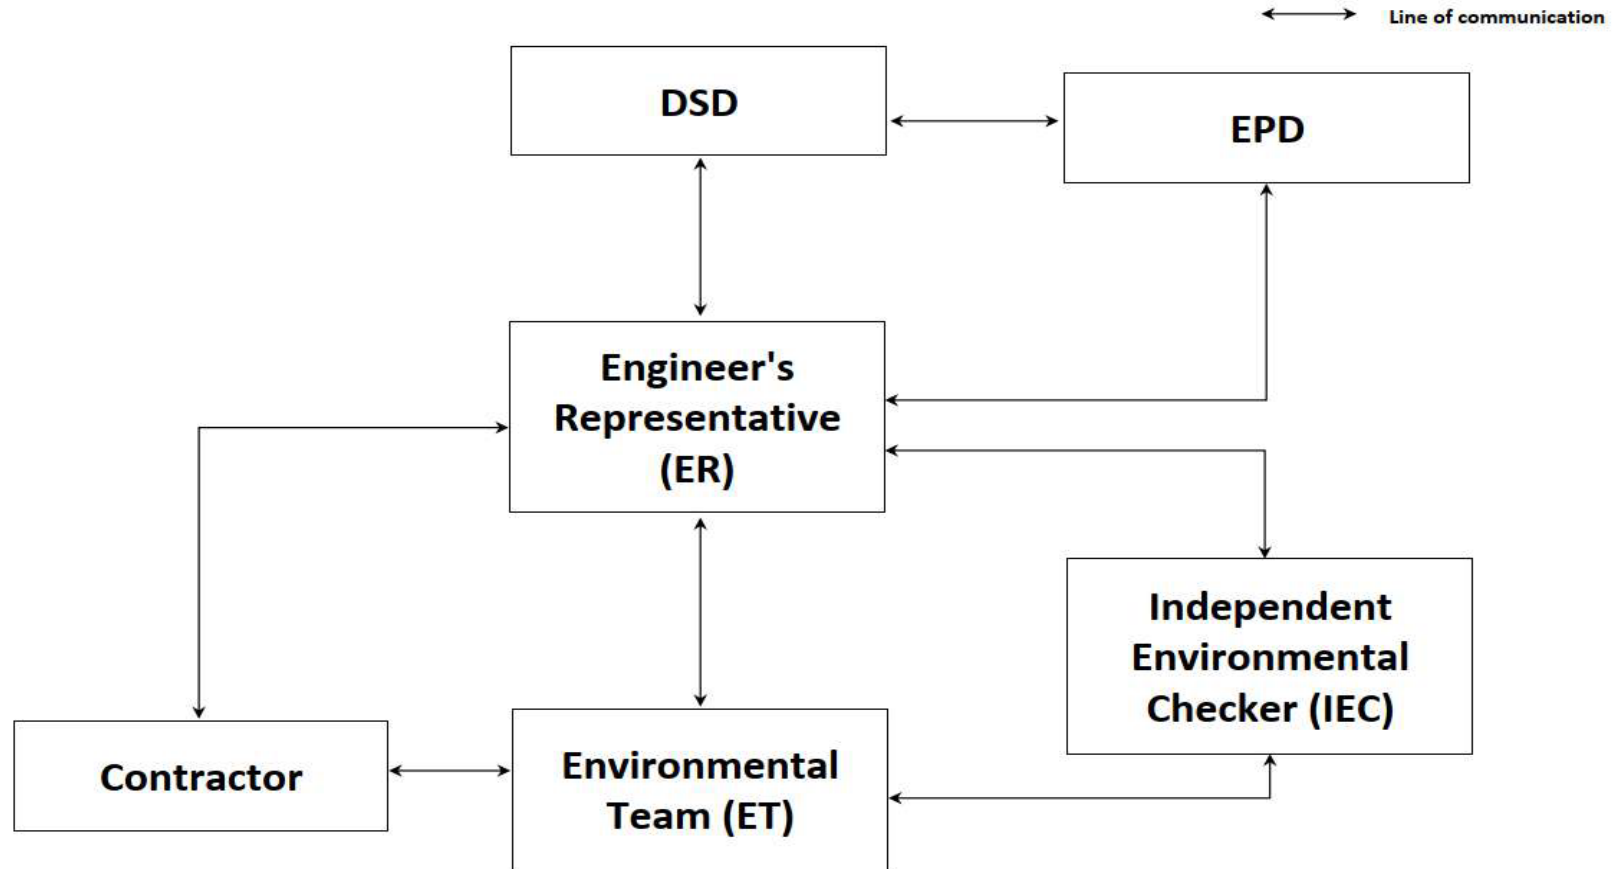 Line of communication
DSD
EPD
Engineer's
Representative
(ER)
Independent
Environmental
Checker (IEC)
Contractor
Environmental
Team (ET)